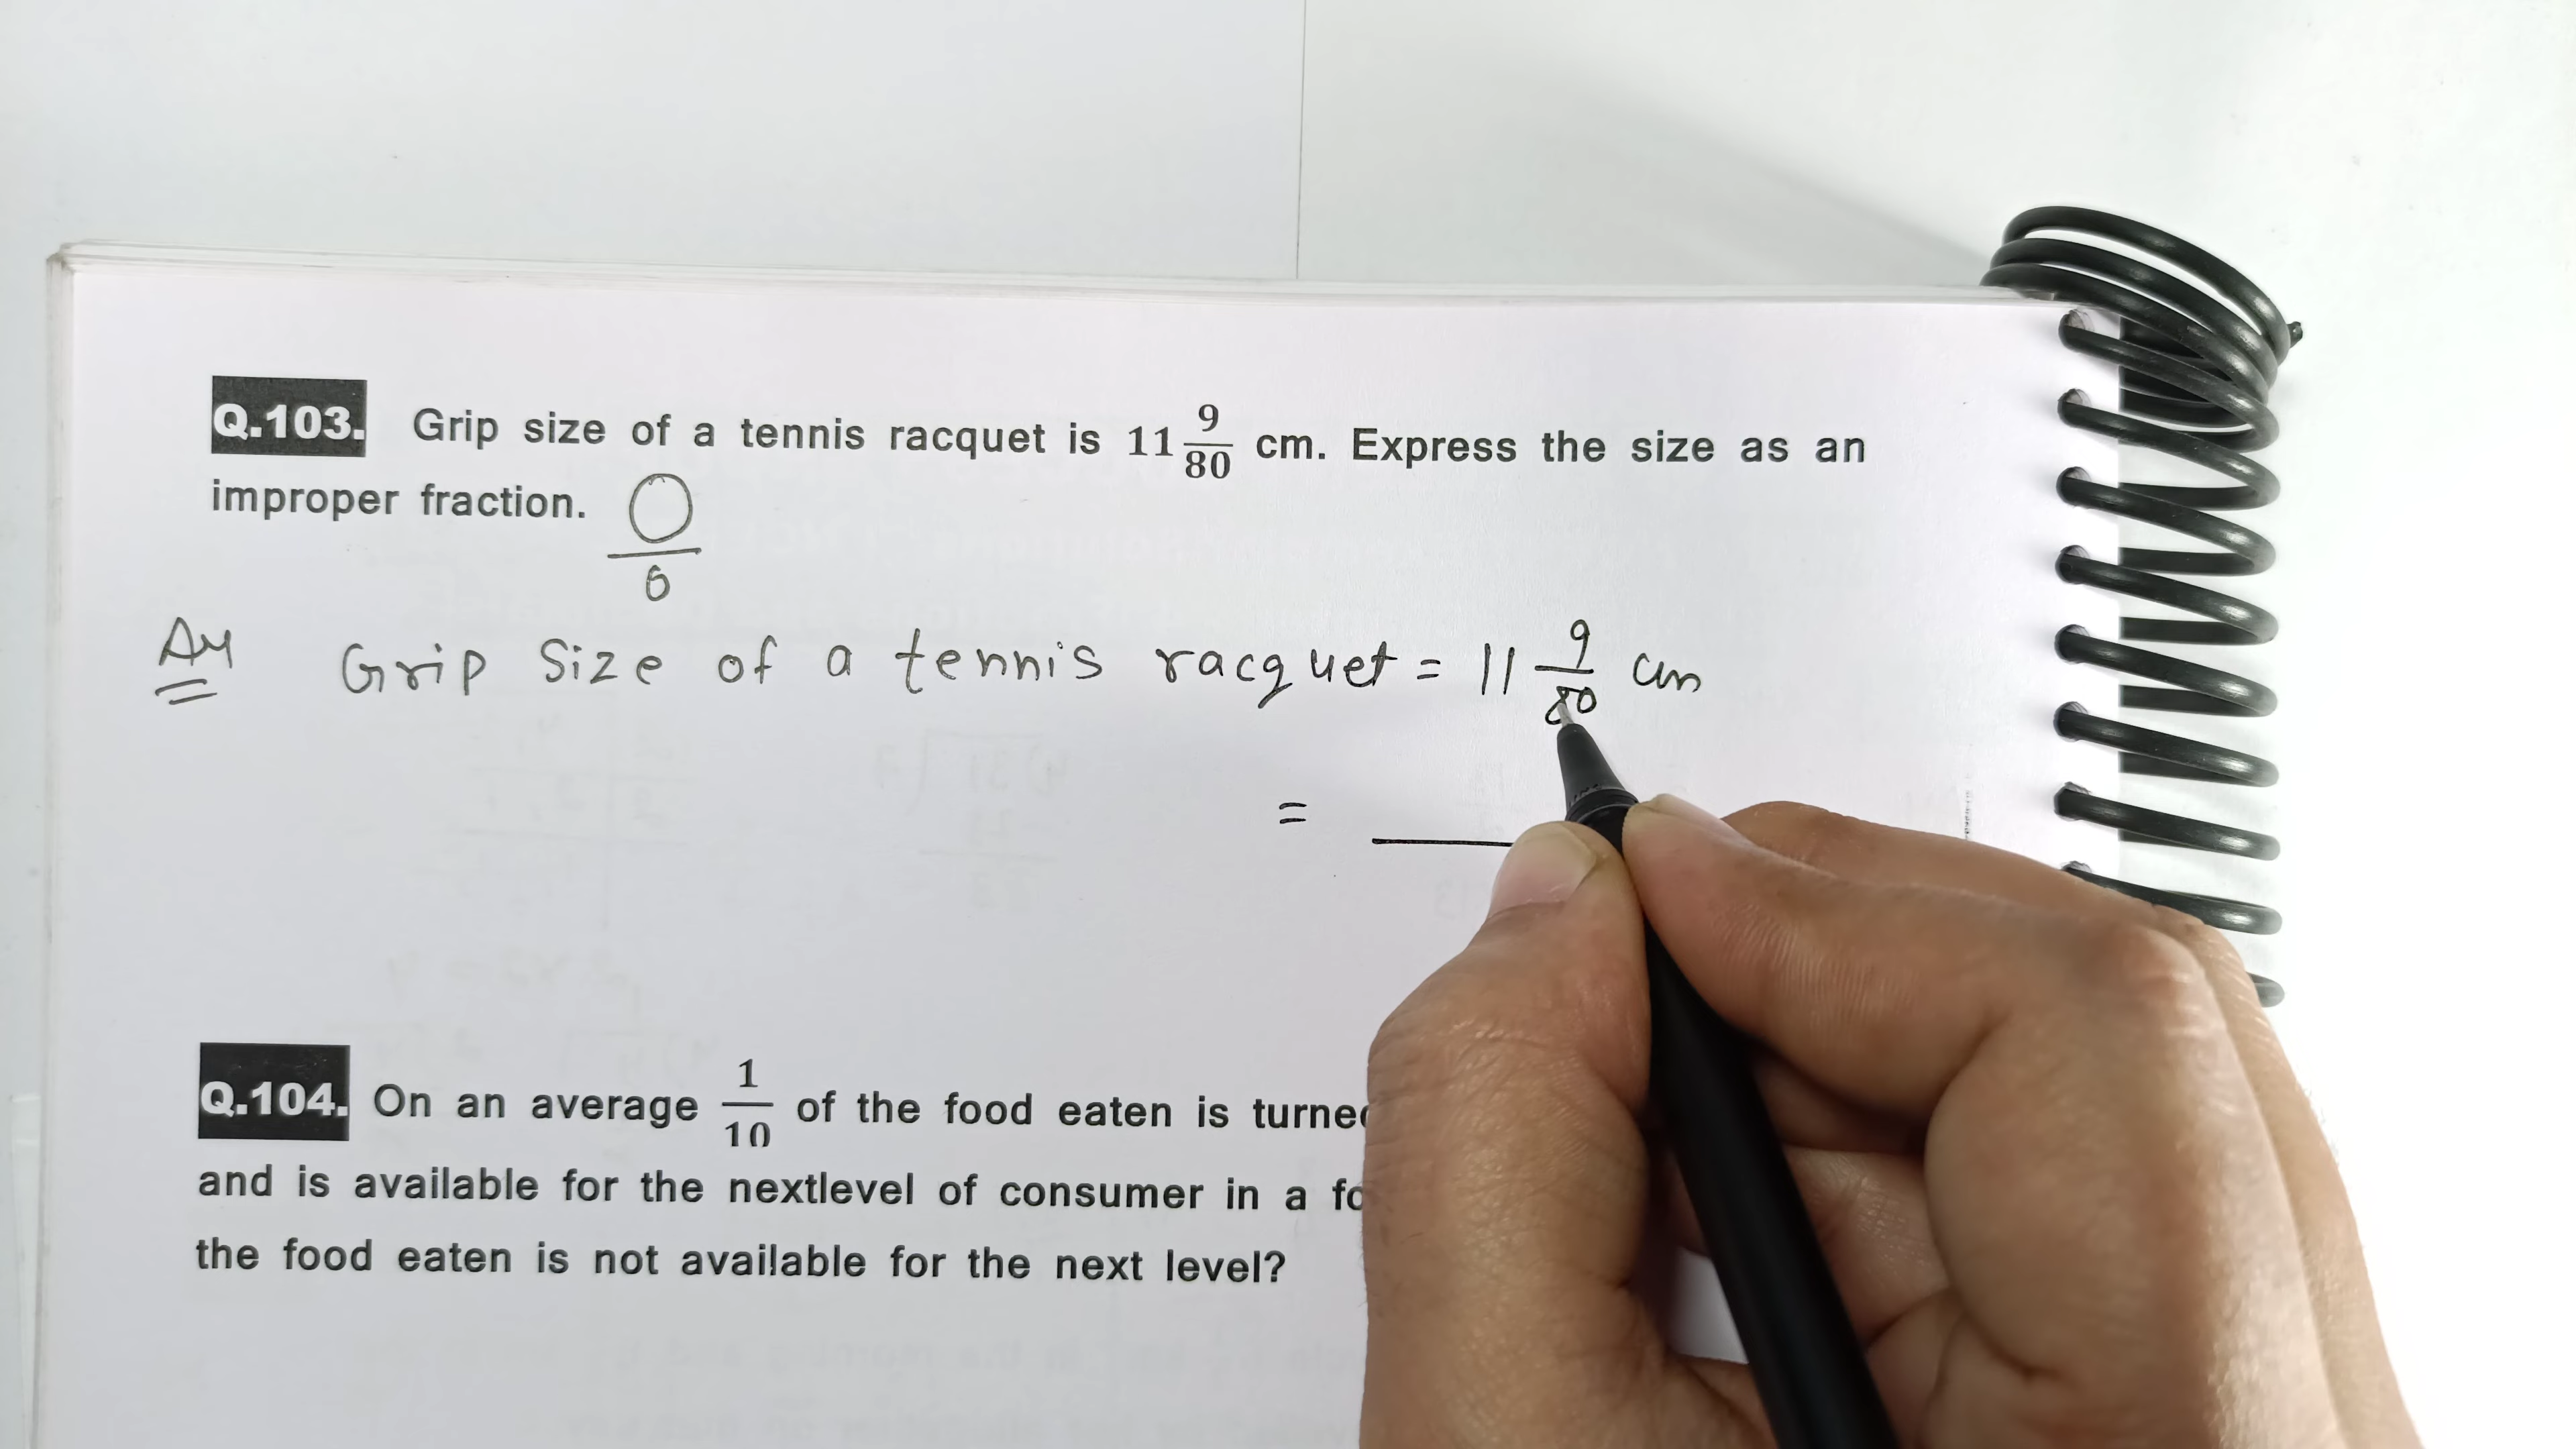 Q.103. Grip size of a tennis racquet is 11 9/80 cm. Express the size as an
improper fraction. O/o
Grip Size of a tennis racquet = 11 9/80 cm
=
Q.104. On an average 1/10 of the food eaten is
and is available for the nextlevel of consumer in a
the food eaten is not available for the next level?